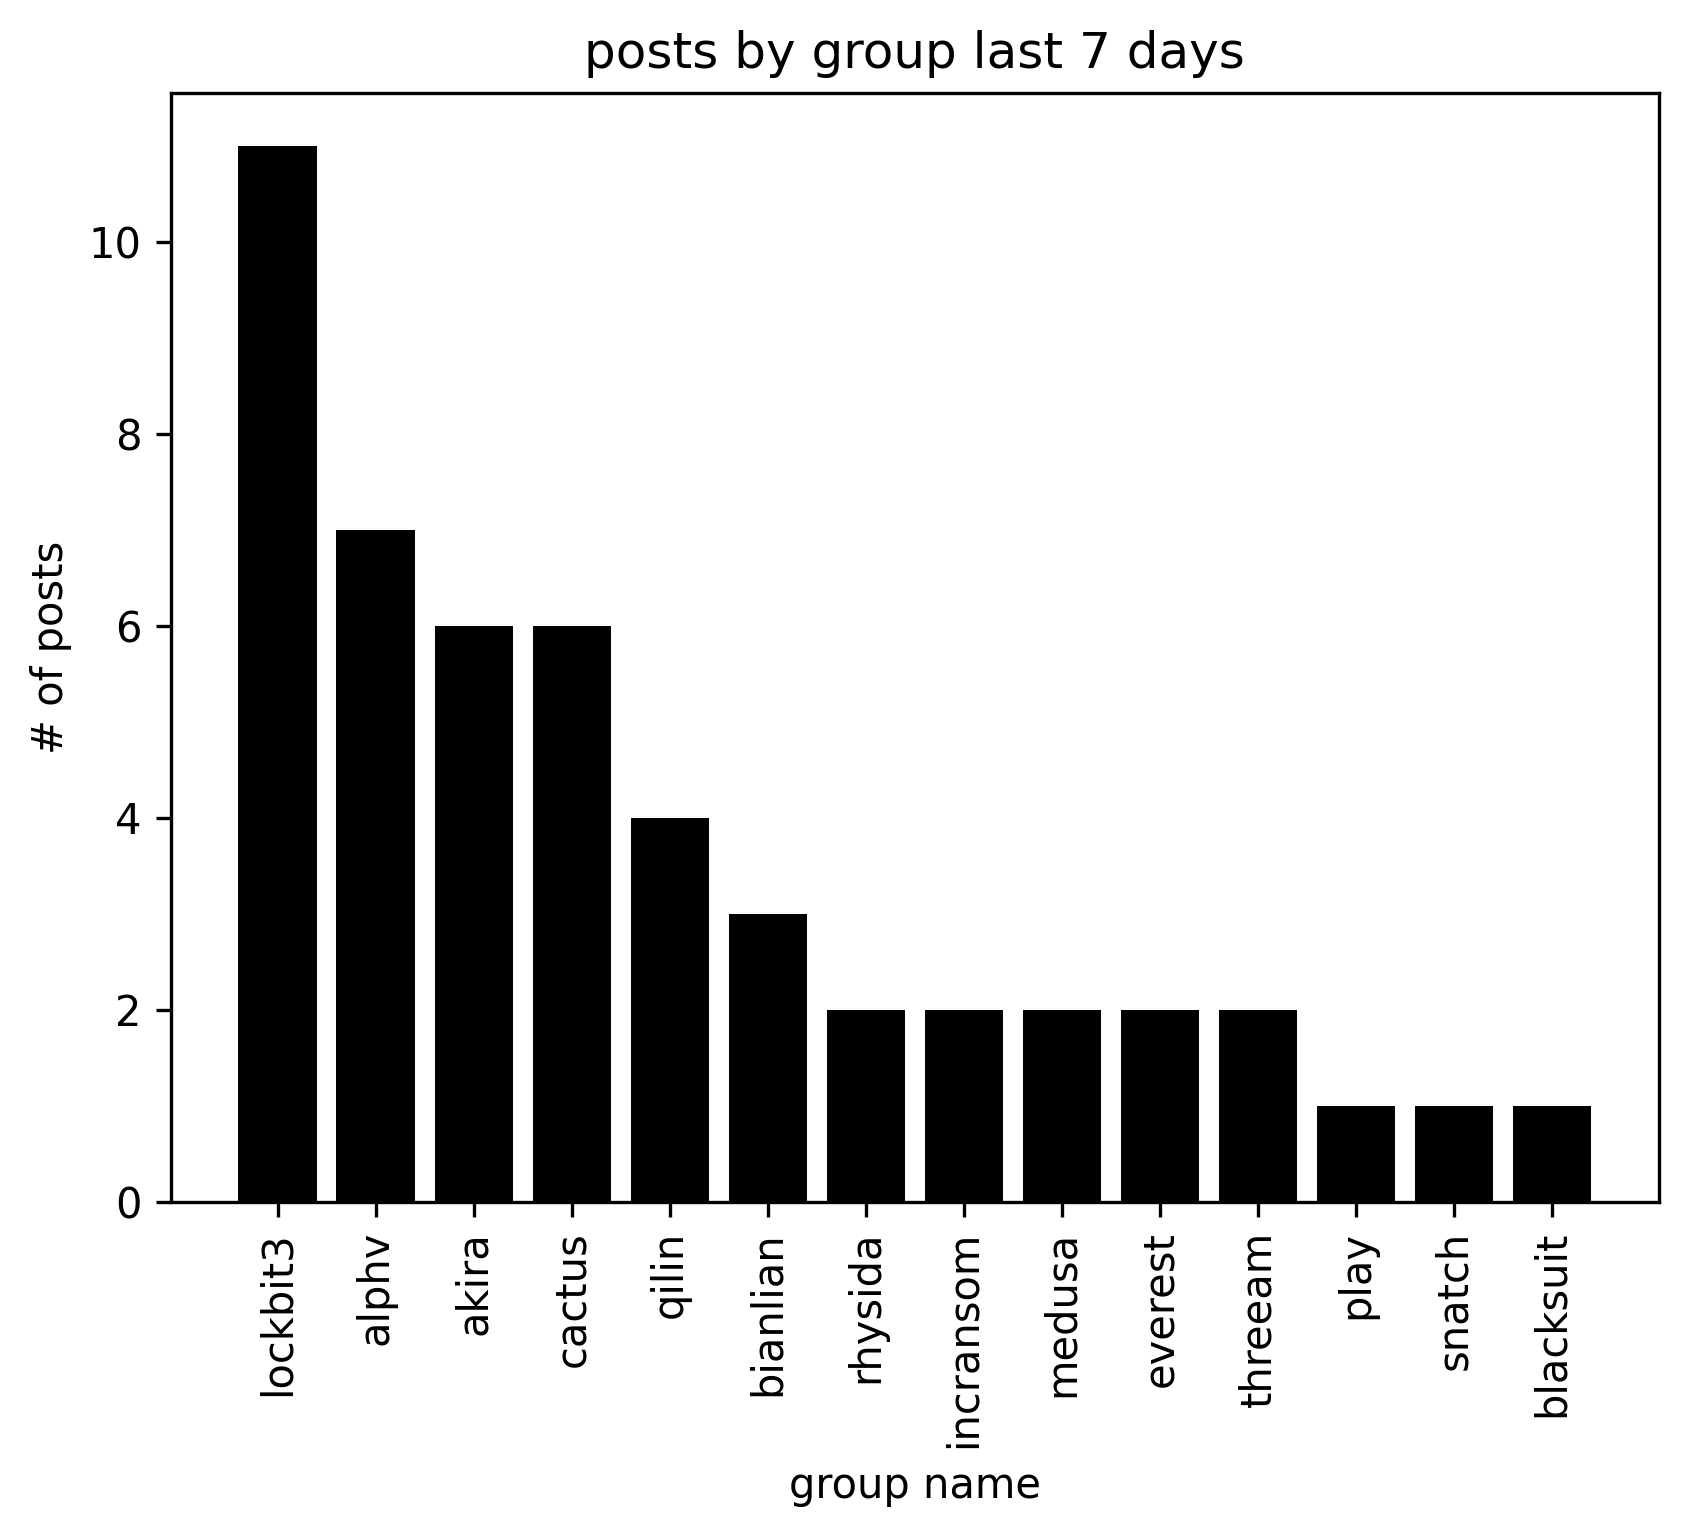 posts by group last 7 days
# of posts
10
8
6
4
2
0
lockbit3
alphv
akira
cactus
qilin
bianlian
rhysida
incransom
medusa
everest
threeam
play
snatch
blacksuit
group name